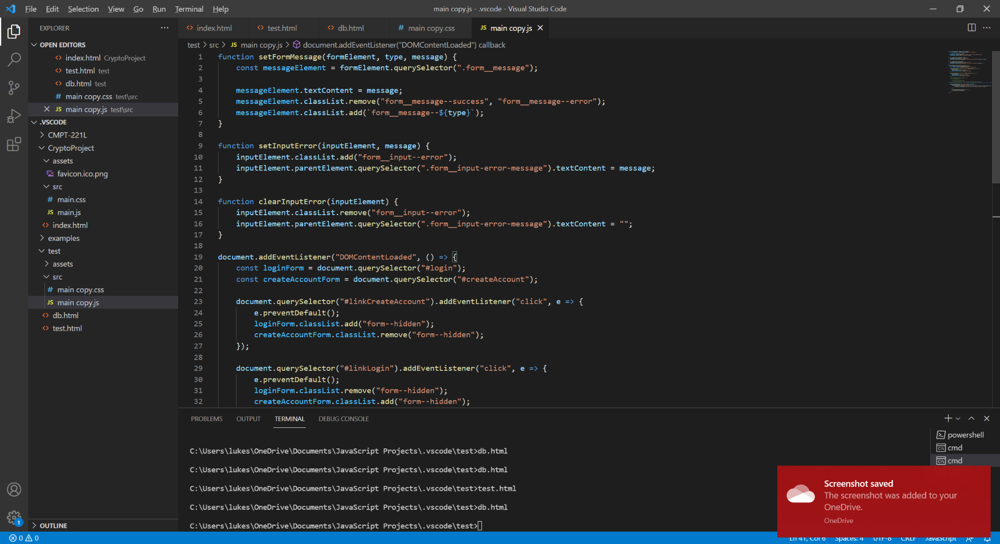 File Edit Selection View Go Run Terminal Help
main copy.js - .vscode - Visual Studio Code
EXPLORER
OPEN EDITORS
index.html CryptoProject
test.html test
db.html test
main copy.css test\src
JS main copy.js test\src
.VSCODE
CMPT-221L
CryptoProject
assets
favicon.ico.png
src
# main.css
JS main.js
index.html
examples
test
assets
src
# main copy.css
JS main copy.js
db.html
test.html
OUTLINE
index.html
test.html
db.html
# main copy.css
JS main copy.js
test > src > JS main copy.js > document.addEventListener("DOMContentLoaded") callback
1 function setFormMessage(formElement, type, message) {
2     const messageElement = formElement.querySelector(".form__message");
3
4     messageElement.textContent = message;
5     messageElement.classList.remove("form__message--success", "form__message--error");
6     messageElement.classList.add(`form__message--${type}`);
7 }
8
9 function setInputError(inputElement, message) {
10     inputElement.classList.add("form__input--error");
11     inputElement.parentElement.querySelector(".form__input-error-message").textContent = message;
12 }
13
14 function clearInputError(inputElement) {
15     inputElement.classList.remove("form__input--error");
16     inputElement.parentElement.querySelector(".form__input-error-message").textContent = "";
17 }
18
19 document.addEventListener("DOMContentLoaded", () => {
20     const loginForm = document.querySelector("#login");
21     const createAccountForm = document.querySelector("#createAccount");
22
23     document.querySelector("#linkCreateAccount").addEventListener("click", e => {
24         e.preventDefault();
25         loginForm.classList.add("form--hidden");
26         createAccountForm.classList.remove("form--hidden");
27     });
28
29     document.querySelector("#linkLogin").addEventListener("click", e => {
30         e.preventDefault();
31         loginForm.classList.remove("form--hidden");
32         createAccountForm.classList.add("form--hidden");
PROBLEMS OUTPUT TERMINAL DEBUG CONSOLE
C:\Users\lukes\OneDrive\Documents\JavaScript Projects\.vscode\test>db.html
C:\Users\lukes\OneDrive\Documents\JavaScript Projects\.vscode\test>db.html
C:\Users\lukes\OneDrive\Documents\JavaScript Projects\.vscode\test>test.html
C:\Users\lukes\OneDrive\Documents\JavaScript Projects\.vscode\test>db.html
C:\Users\lukes\OneDrive\Documents\JavaScript Projects\.vscode\test>
powershell
cmd
cmd
Screenshot saved
The screenshot was added to your
OneDrive.
OneDrive
1
0 0
Ln 41, Col 6 Spaces: 4 UTF-8 CRLF JavaScript